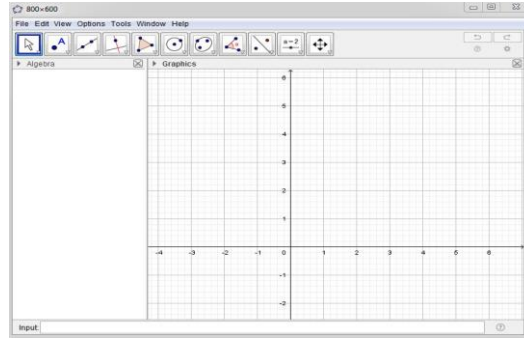 800×600
File Edit View Options Tools Window Help
A
a=2
Algebra
Graphics
6
5
4
3
2
1
-4 -3 -2 -1 0 1 2 3 4 5 6
-1
-2
Input: